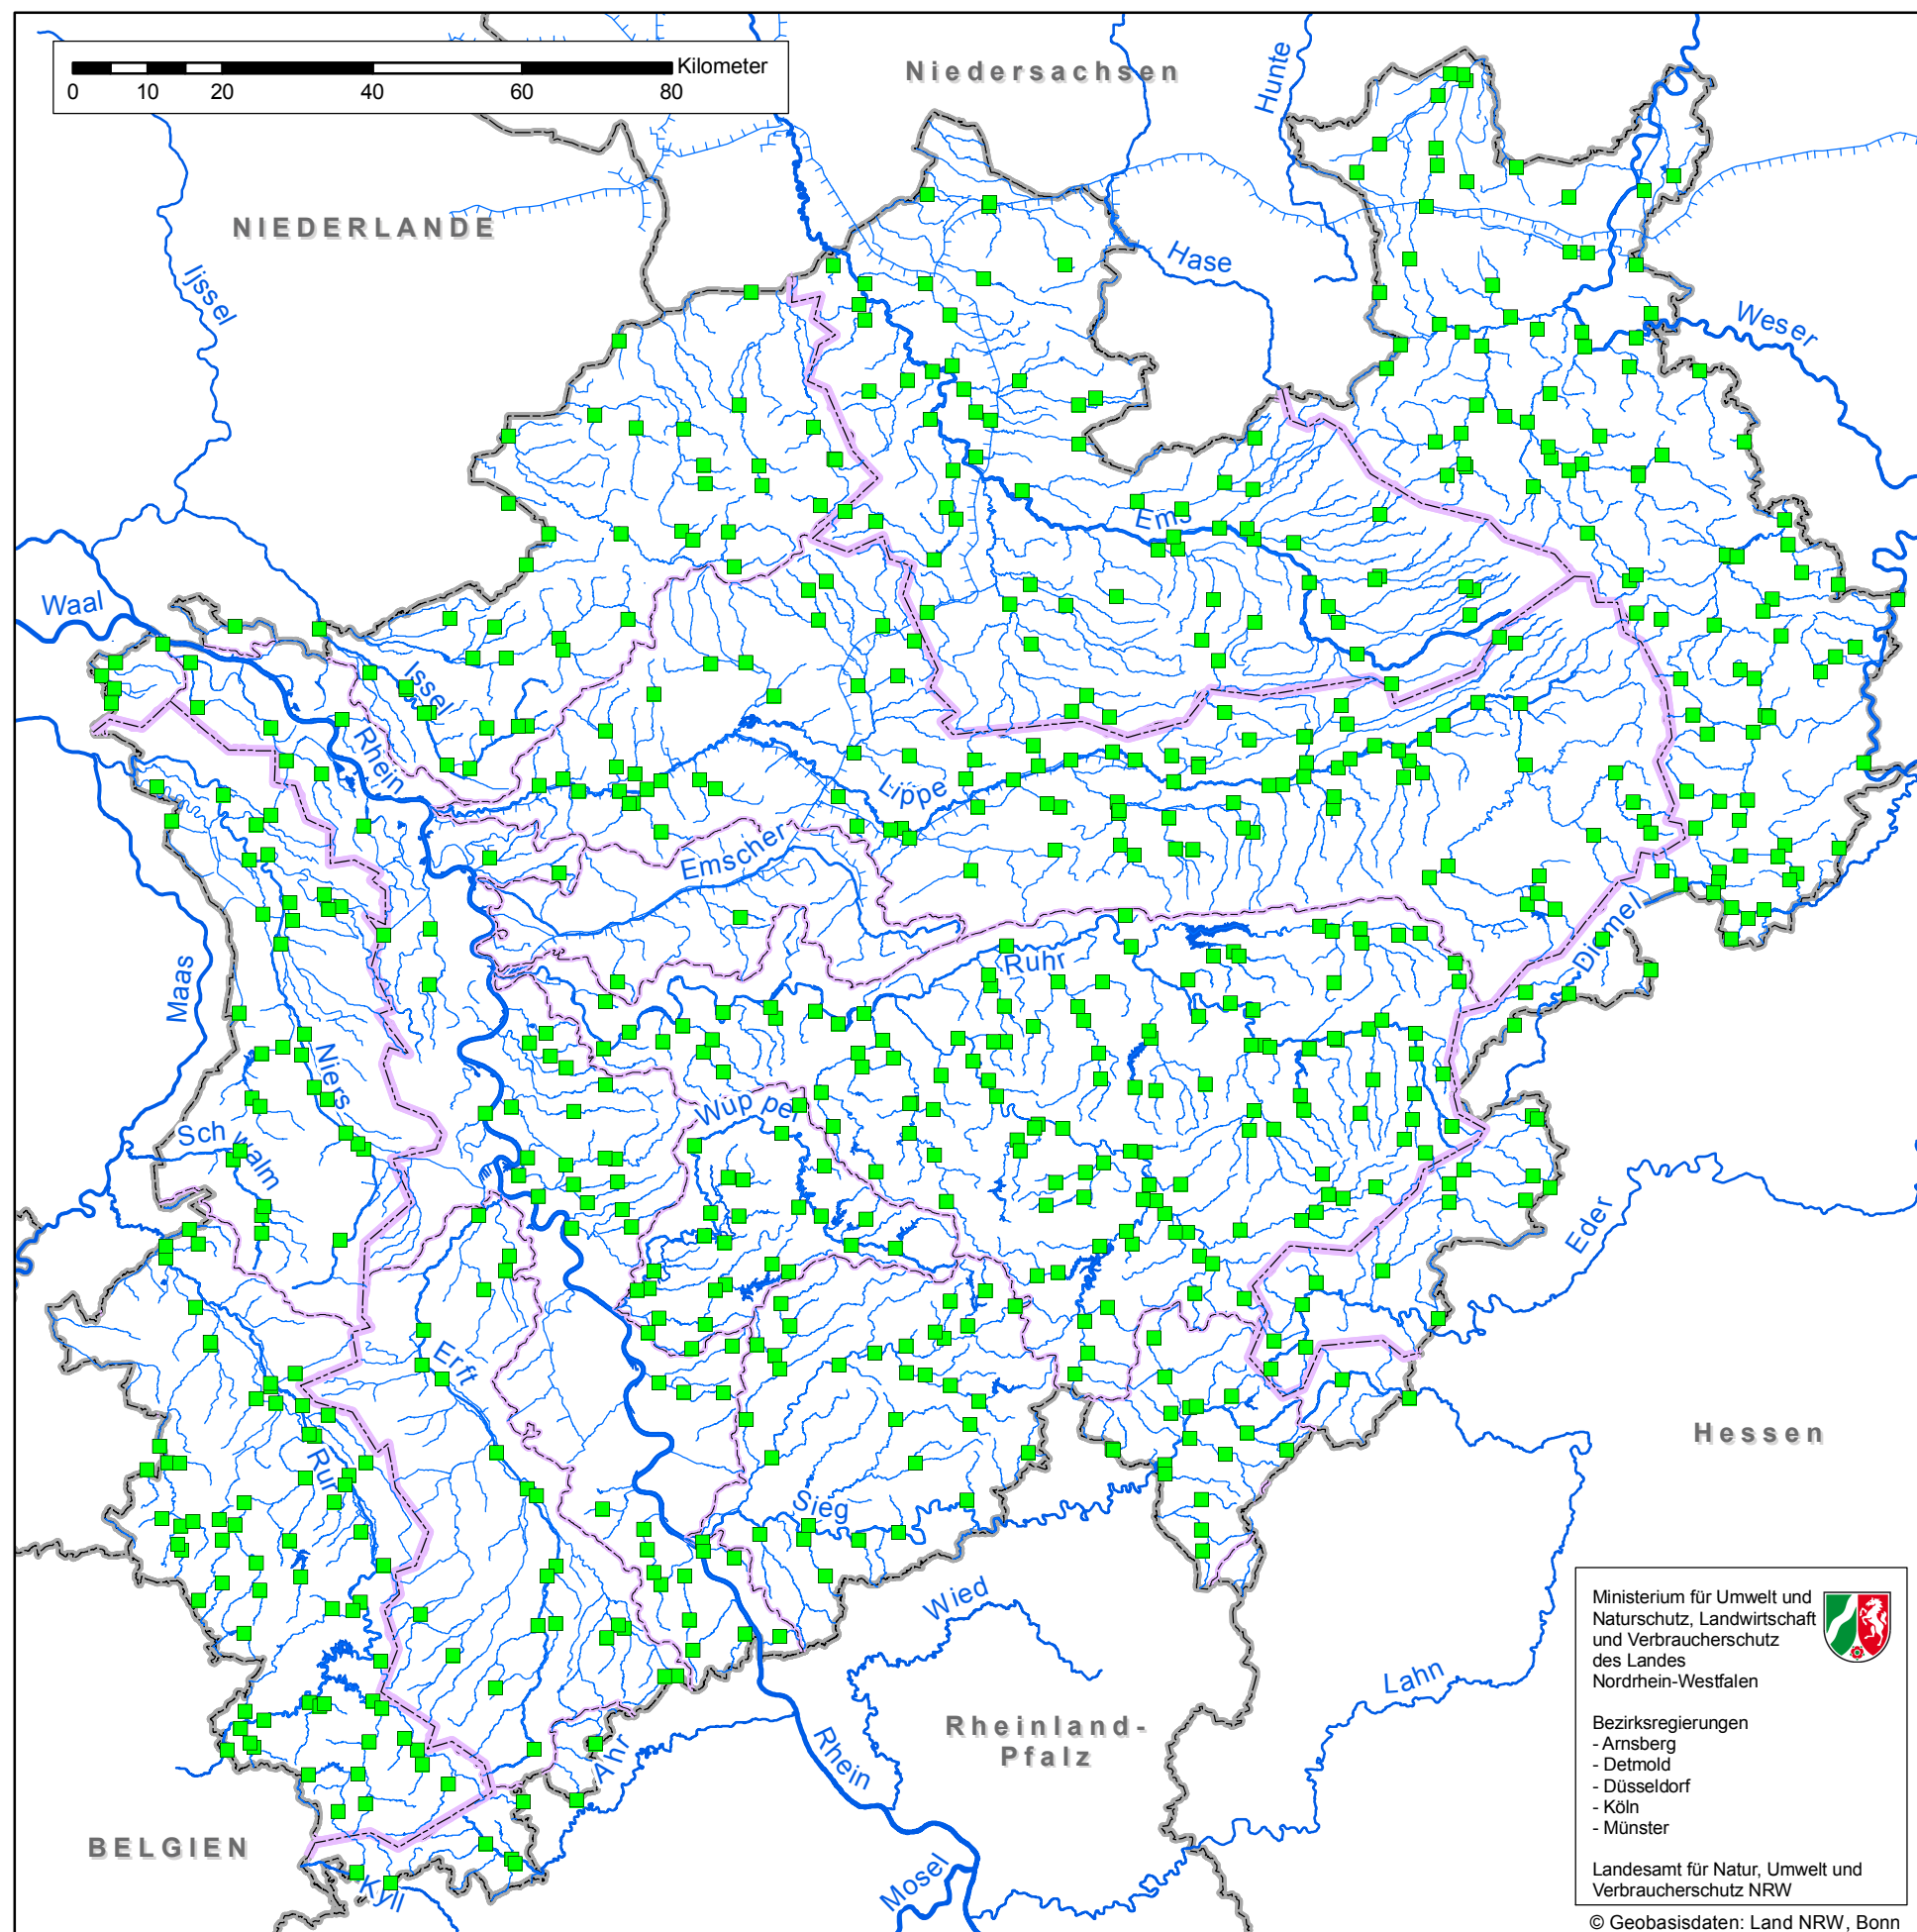 Kilometer
0 10 20 40 60 80
Niedersachsen
Hunte
NIEDERLANDE
Ijssel
Hase
Weser
Ems
Waal
Issel
Rhein
Lippe
Emscher
Diemel
Maas
Ruhr
Niers
Wupper
Schwalm
Eder
Erft
Hessen
Rur
Sieg
Wied
Lahn
Rheinland-
Pfalz
Rhein
Ahr
BELGIEN
Kyll
Mosel
Ministerium für Umwelt und
Naturschutz, Landwirtschaft
und Verbraucherschutz
des Landes
Nordrhein-Westfalen
Bezirksregierungen
- Arnsberg
- Detmold
- Düsseldorf
- Köln
- Münster
Landesamt für Natur, Umwelt und
Verbraucherschutz NRW
© Geobasisdaten: Land NRW, Bonn